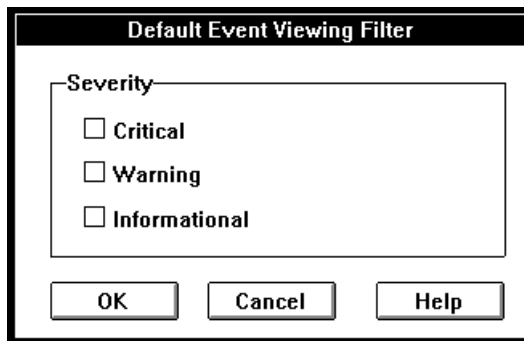 Default Event Viewing Filter
Severity
Critical
Warning
Informational
OK Cancel Help